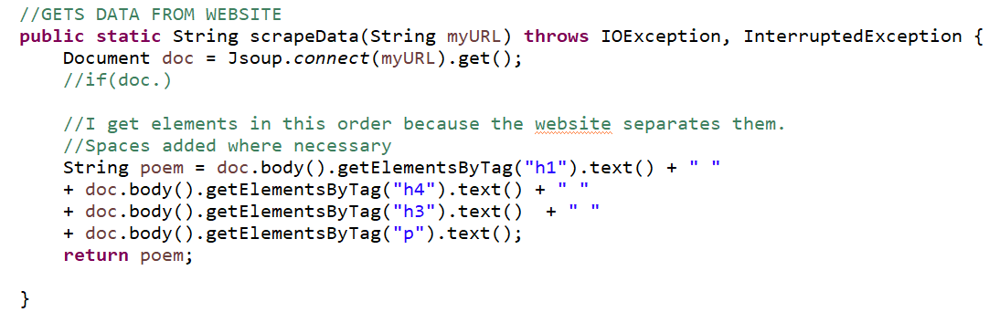 //GETS DATA FROM WEBSITE
public static String scrapeData(String myURL) throws IOException, InterruptedException {
    Document doc = Jsoup.connect(myURL).get();
    //if(doc.)

    //I get elements in this order because the website separates them.
    //Spaces added where necessary
    String poem = doc.body().getElementsByTag("h1").text() + " "
    + doc.body().getElementsByTag("h4").text() + " "
    + doc.body().getElementsByTag("h3").text()  + " "
    + doc.body().getElementsByTag("p").text();
    return poem;

}